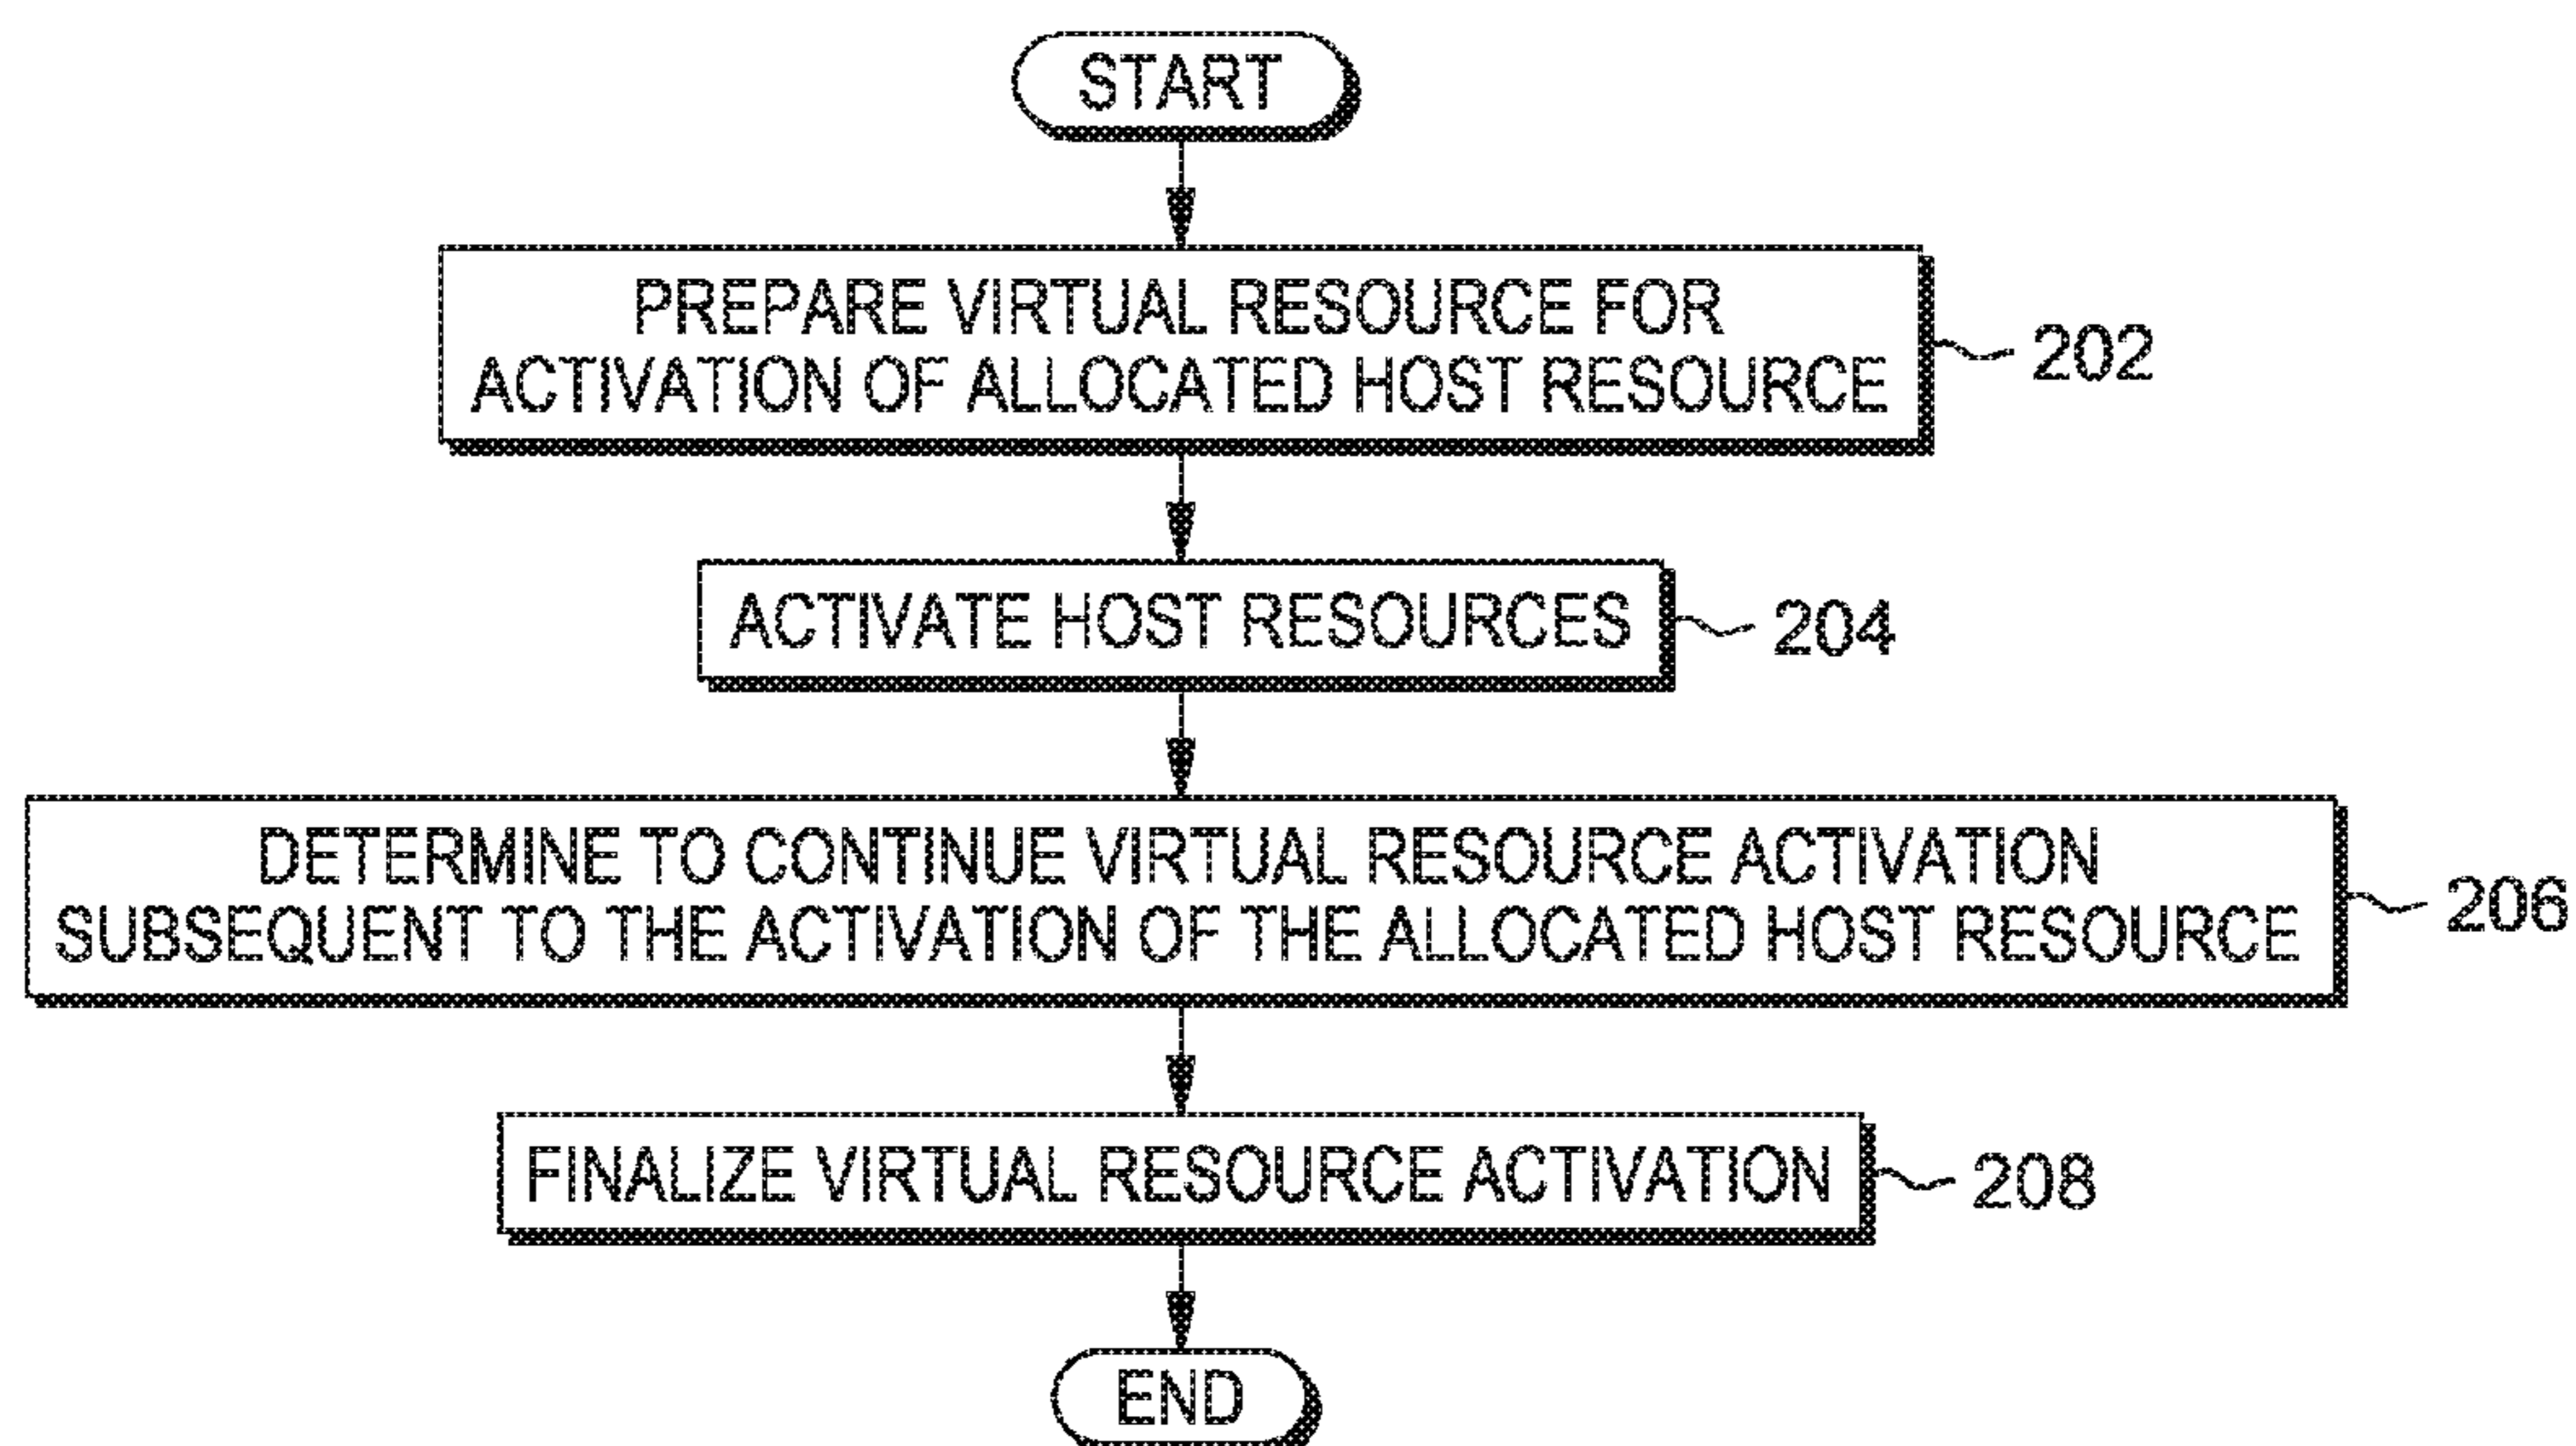 START
PREPARE VIRTUAL RESOURCE FOR
ACTIVATION OF ALLOCATED HOST RESOURCE
202
ACTIVATE HOST RESOURCES
204
DETERMINE TO CONTINUE VIRTUAL RESOURCE ACTIVATION
SUBSEQUENT TO THE ACTIVATION OF THE ALLOCATED HOST RESOURCE
206
FINALIZE VIRTUAL RESOURCE ACTIVATION
208
END